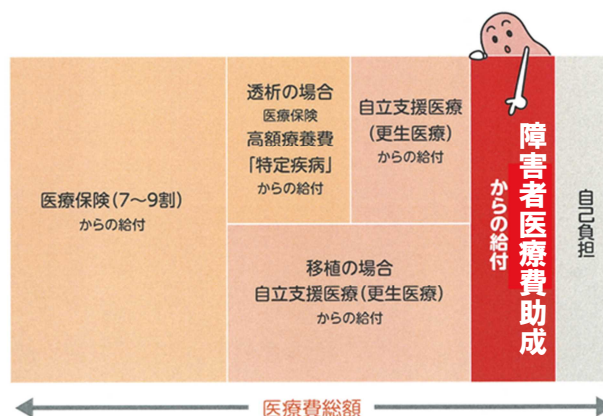 医療保険(7〜9割)
からの給付
透析の場合
医療保険
高額療養費
「特定疾病」
からの給付
自立支援医療
(更生医療)
からの給付
移植の場合
自立支援医療(更生医療)
からの給付
障害者医療費助成
からの給付
自己負担
医療費総額